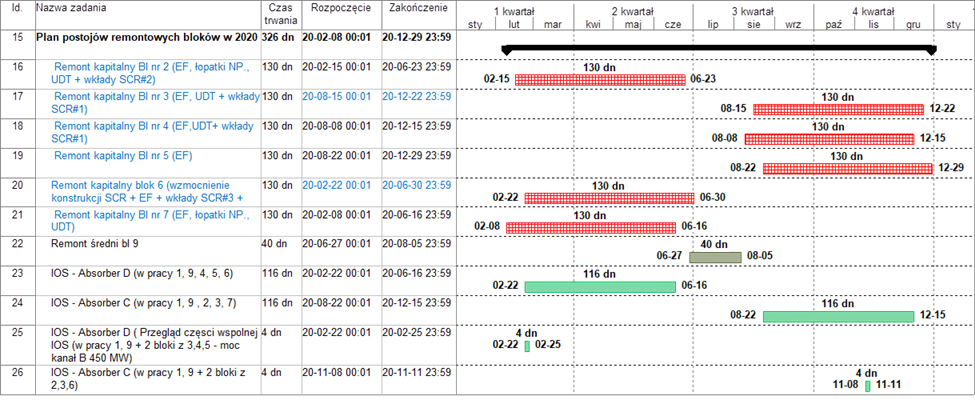 Id. Nazwa zadania Czas trwania Rozpoczęcie Zakończenie
1 kwartał 2 kwartał 3 kwartał 4 kwartał
sty lut mar kwi maj cze lip sie wrz paź lis gru sty
15 Plan postojów remontowych bloków w 2020 326 dn 20-02-08 00:01 20-12-29 23:59
16 Remont kapitalny Bl nr 2 (EF, łopatki NP., 130 dn 20-02-15 00:01 20-06-23 23:59 130 dn
UDT + wkłady SCR#2) 02-15 06-23
17 Remont kapitalny Bl nr 3 (EF, UDT + wkłady 130 dn 20-08-15 00:01 20-12-22 23:59 130 dn
SCR#1) 08-15 12-22
18 Remont kapitalny Bl nr 4 (EF,UDT+ wkłady 130 dn 20-08-08 00:01 20-12-15 23:59 130 dn
SCR#1) 08-08 12-15
19 Remont kapitalny Bl nr 5 (EF) 130 dn 20-08-22 00:01 20-12-29 23:59 130 dn
08-22 12-29
20 Remont kapitalny blok 6 (wzmocnienie 130 dn 20-02-22 00:01 20-06-30 23:59 130 dn
konstrukcji SCR + EF + wkłady SCR#3 + 02-22 06-30
21 Remont kapitalny Bl nr 7 (EF, łopatki NP., 130 dn 20-02-08 00:01 20-06-16 23:59 130 dn
UDT) 02-08 06-16
22 Remont średni bl 9 40 dn 20-06-27 00:01 20-08-05 23:59 40 dn
06-27 08-05
23 IOS - Absorber D (w pracy 1, 9, 4, 5, 6) 116 dn 20-02-22 00:01 20-06-16 23:59 116 dn
02-22 06-16
24 IOS - Absorber C (w pracy 1, 9 , 2, 3, 7) 116 dn 20-08-22 00:01 20-12-15 23:59 116 dn
08-22 12-15
25 IOS - Absorber D ( Przegląd części wspolnej 4 dn 20-02-22 00:01 20-02-25 23:59 4 dn
IOS (w pracy 1, 9 + 2 bloki z 3,4,5 - moc 02-22 02-25
kanał B 450 MW)
26 IOS - Absorber C (w pracy 1, 9 + 2 bloki z 4 dn 20-11-08 00:01 20-11-11 23:59 4 dn
2,3,6) 11-08 11-11